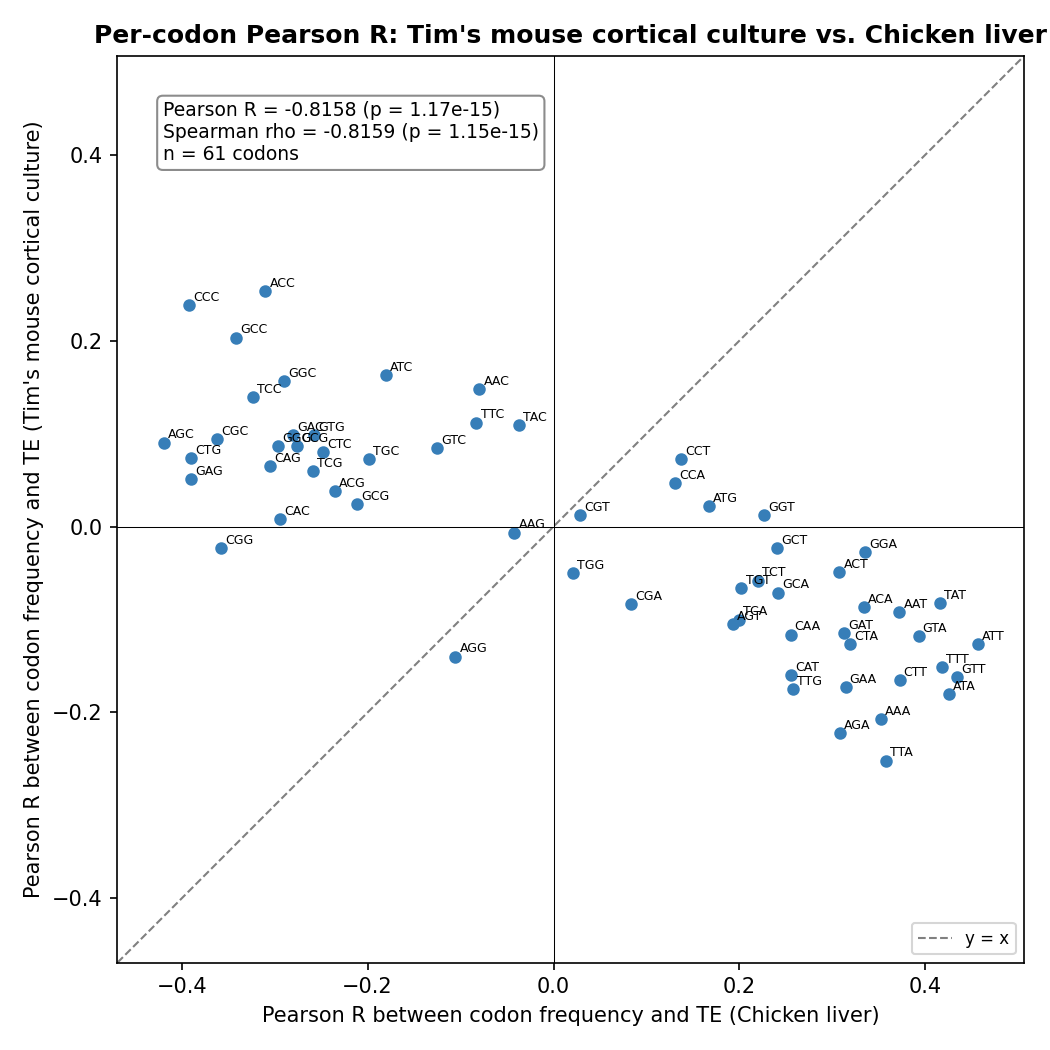 Per-codon Pearson R: Tim's mouse cortical culture vs. Chicken liver
Pearson R = -0.8158 (p = 1.17e-15)
Spearman rho = -0.8159 (p = 1.15e-15)
n = 61 codons
Pearson R between codon frequency and TE (Tim's mouse cortical culture)
0.4
0.2
0.0
−0.2
−0.4
CCC
ACC
GCC
GGC
TCC
ATC
AAC
TTC
TAC
AGC
CGC
GAC
GTG
GGG
CTG
CTC
GTC
TGC
CAG
TCG
GAG
ACG
GCG
CAC
CGG
AAG
AGG
CCT
CCA
ATG
CGT
GGT
GCT
GGA
TGG
ACT
TCT
TGT
GCA
CGA
ACA
AAT
TAT
TCA
AGT
CAA
GAT
CTA
GTA
ATT
CAT
TTG
GAA
CTT
TTT
GTT
ATA
AAA
AGA
TTA
y = x
−0.4
−0.2
0.0
0.2
0.4
Pearson R between codon frequency and TE (Chicken liver)